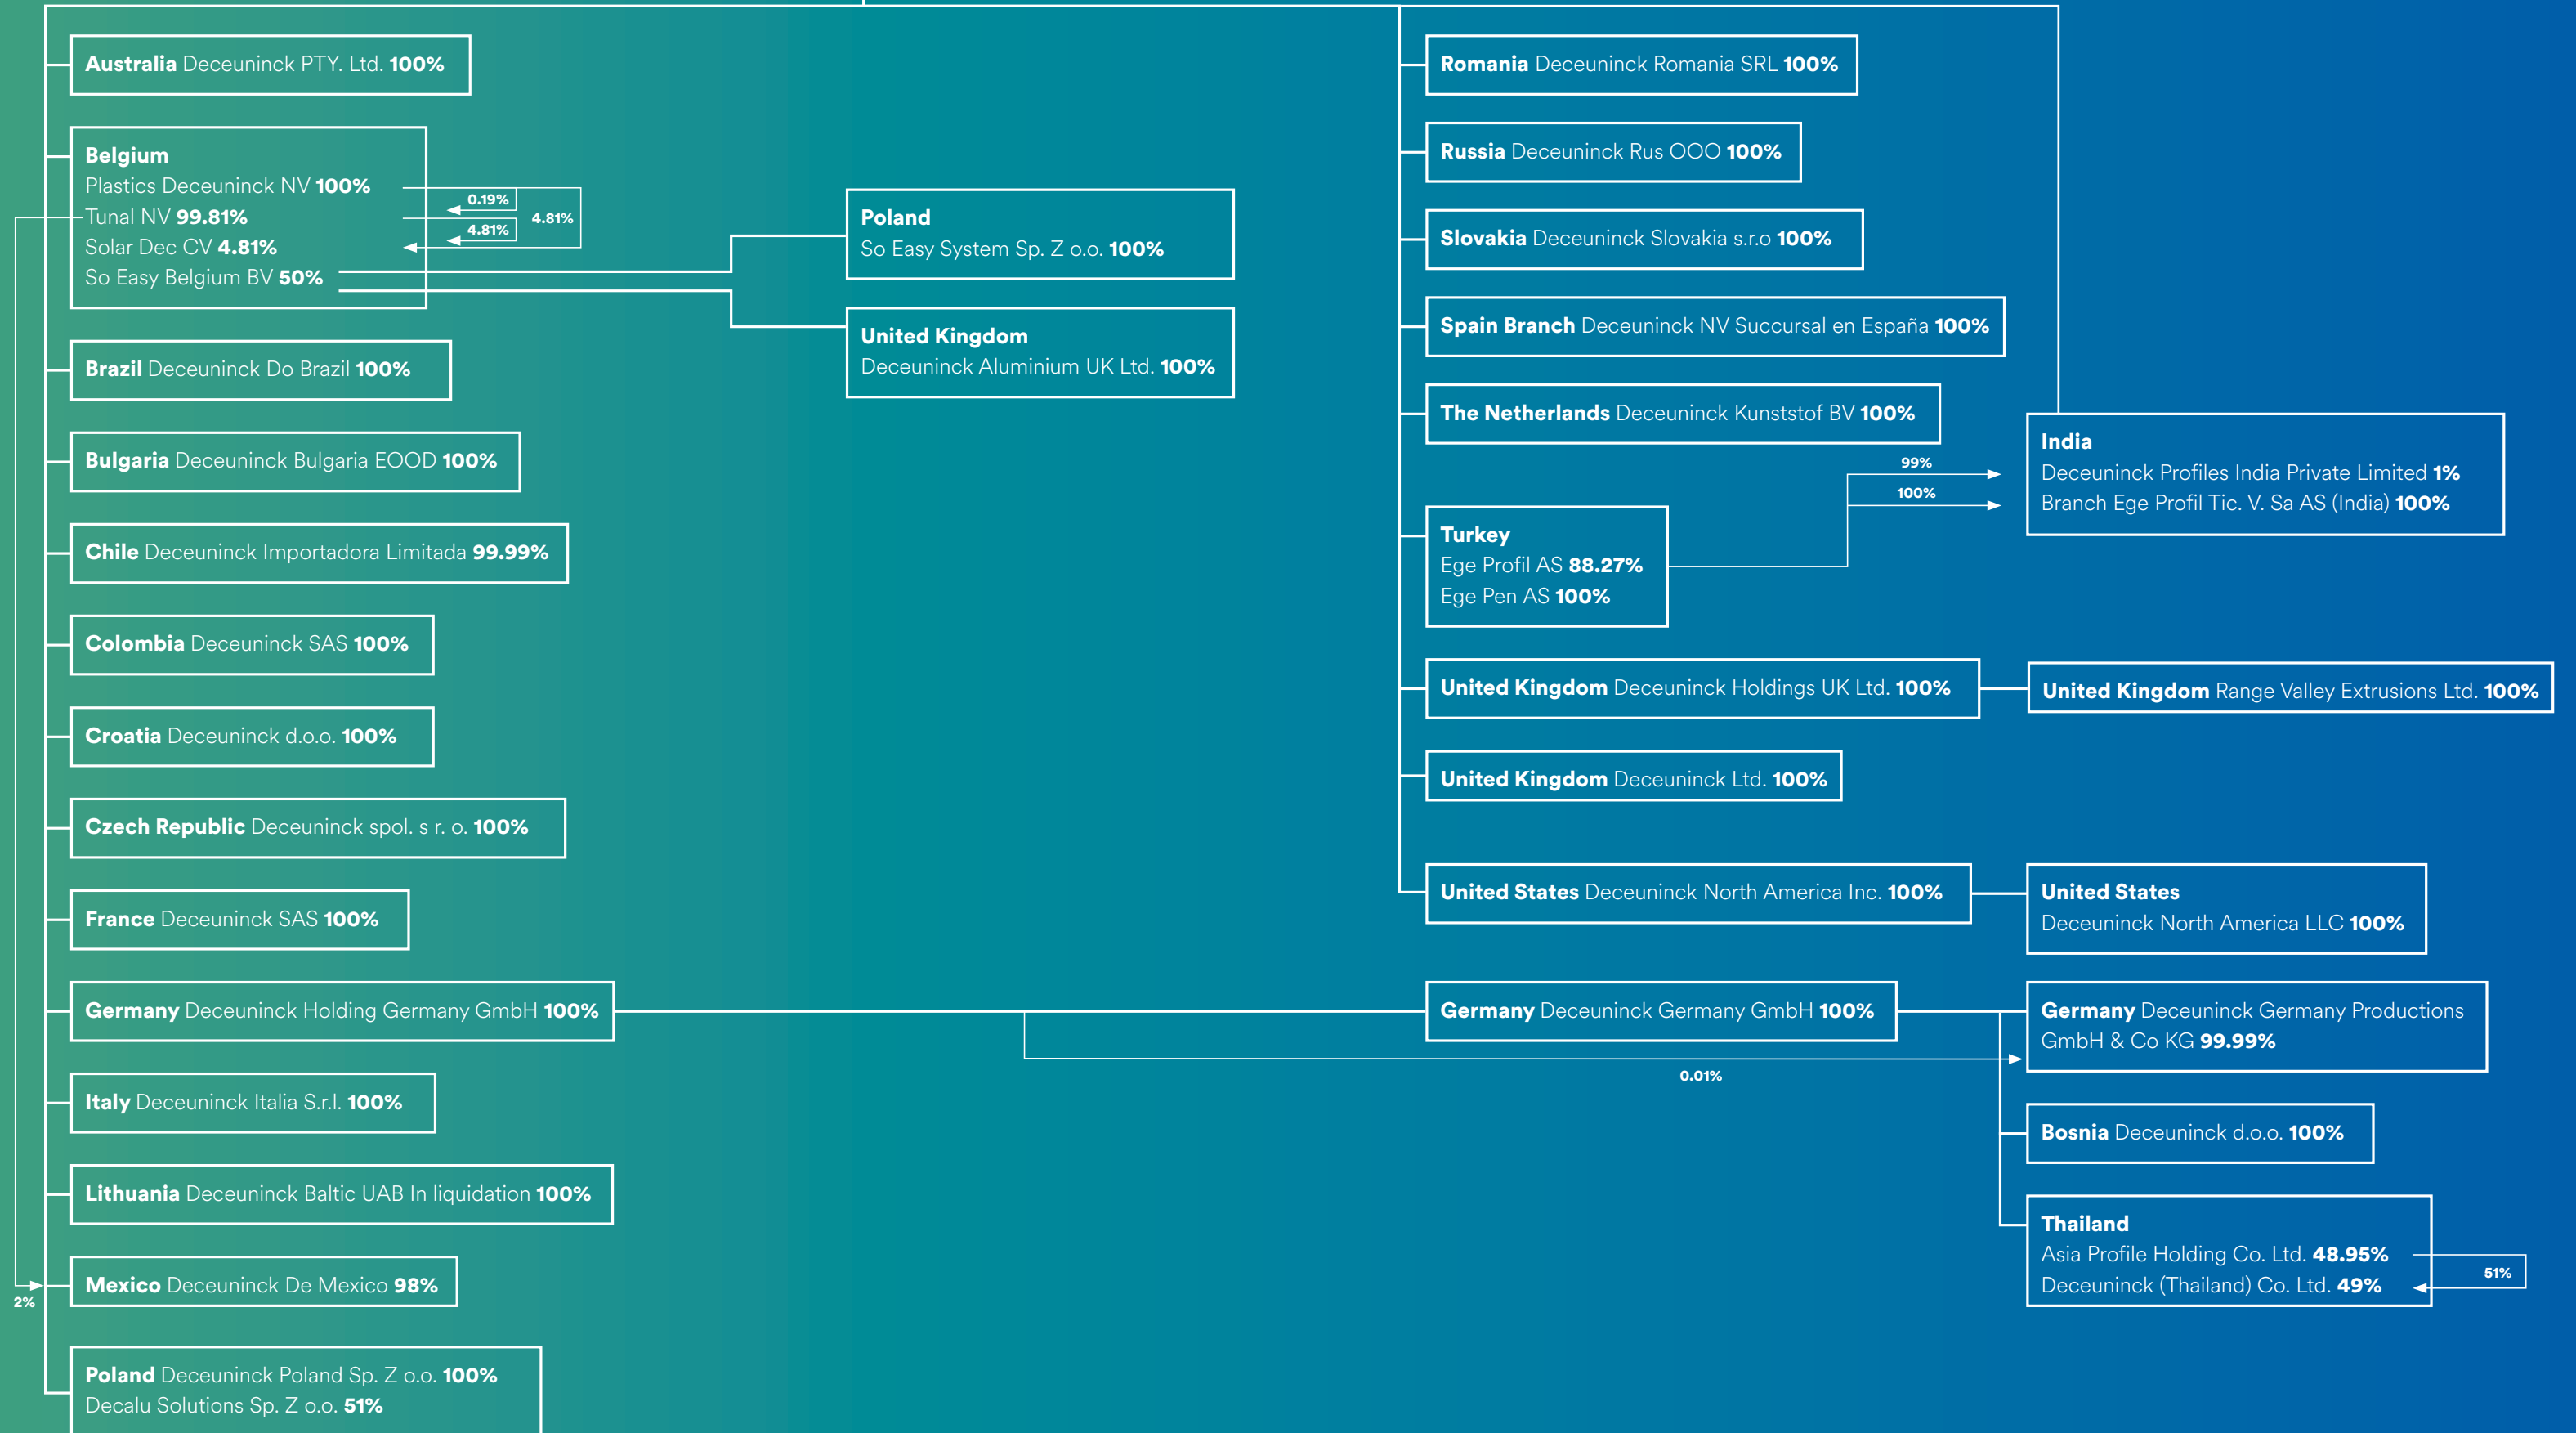 Australia Deceuninck PTY. Ltd. 100%
Belgium
Plastics Deceuninck NV 100%
Tunal NV 99.81%
Solar Dec CV 4.81%
So Easy Belgium BV 50%
0.19%
4.81%
4.81%
Poland
So Easy System Sp. Z o.o. 100%
United Kingdom
Deceuninck Aluminium UK Ltd. 100%
Brazil Deceuninck Do Brazil 100%
Bulgaria Deceuninck Bulgaria EOOD 100%
Chile Deceuninck Importadora Limitada 99.99%
Colombia Deceuninck SAS 100%
Croatia Deceuninck d.o.o. 100%
Czech Republic Deceuninck spol. s r. o. 100%
France Deceuninck SAS 100%
Germany Deceuninck Holding Germany GmbH 100%
Italy Deceuninck Italia S.r.l. 100%
Lithuania Deceuninck Baltic UAB In liquidation 100%
Mexico Deceuninck De Mexico 98%
2%
Poland Deceuninck Poland Sp. Z o.o. 100%
Decalu Solutions Sp. Z o.o. 51%
Romania Deceuninck Romania SRL 100%
Russia Deceuninck Rus OOO 100%
Slovakia Deceuninck Slovakia s.r.o 100%
Spain Branch Deceuninck NV Succursal en España 100%
The Netherlands Deceuninck Kunststof BV 100%
Turkey
Ege Profil AS 88.27%
Ege Pen AS 100%
99%
100%
India
Deceuninck Profiles India Private Limited 1%
Branch Ege Profil Tic. V. Sa AS (India) 100%
United Kingdom Deceuninck Holdings UK Ltd. 100%
United Kingdom Range Valley Extrusions Ltd. 100%
United Kingdom Deceuninck Ltd. 100%
United States Deceuninck North America Inc. 100%
United States
Deceuninck North America LLC 100%
Germany Deceuninck Germany GmbH 100%
0.01%
Germany Deceuninck Germany Productions
GmbH & Co KG 99.99%
Bosnia Deceuninck d.o.o. 100%
Thailand
Asia Profile Holding Co. Ltd. 48.95%
Deceuninck (Thailand) Co. Ltd. 49%
51%